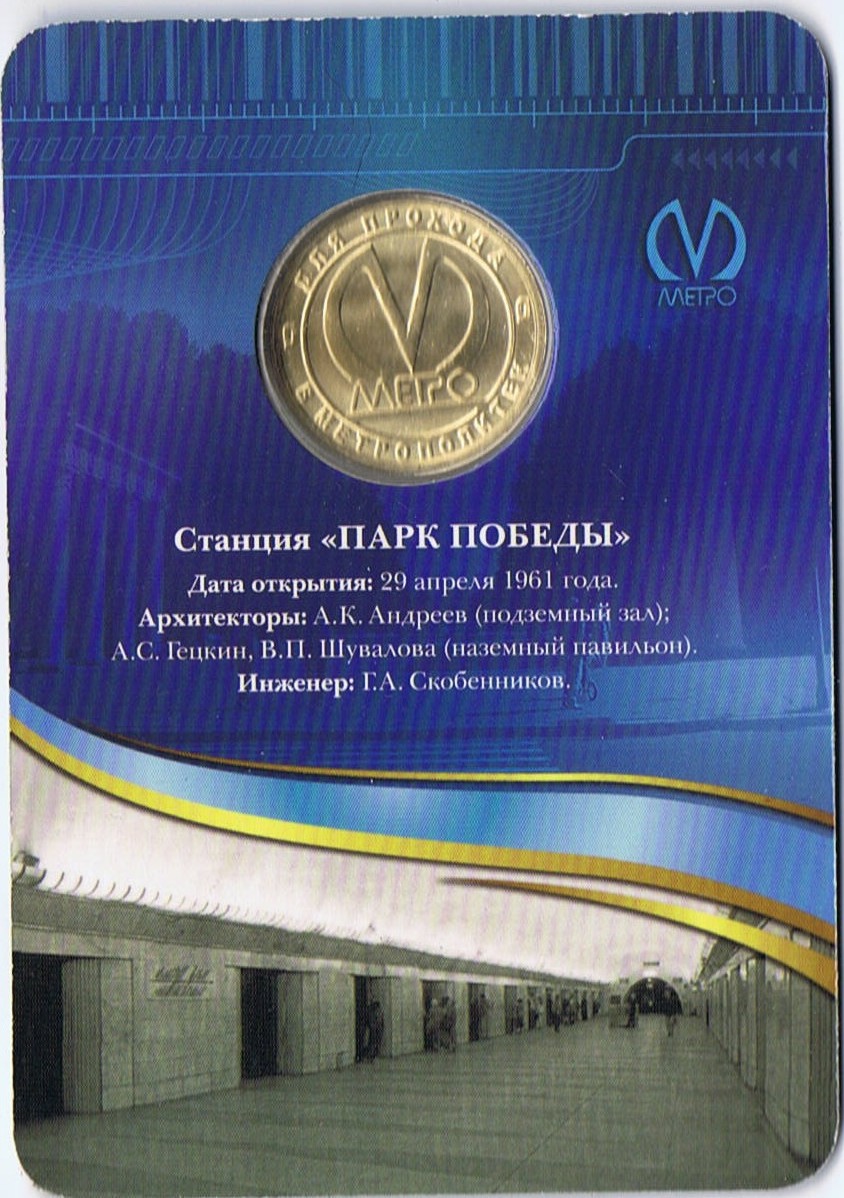 ДЛЯ ПРОХОДА
МЕТРО
В МЕТРОПОЛИТЕН
МЕТРО
Станция «ПАРК ПОБЕДЫ»
Дата открытия: 29 апреля 1961 года.
Архитекторы: А.К. Андреев (подземный зал);
А.С. Гецкин, В.П. Шувалова (наземный павильон).
Инженер: Г.А. Скобенников.